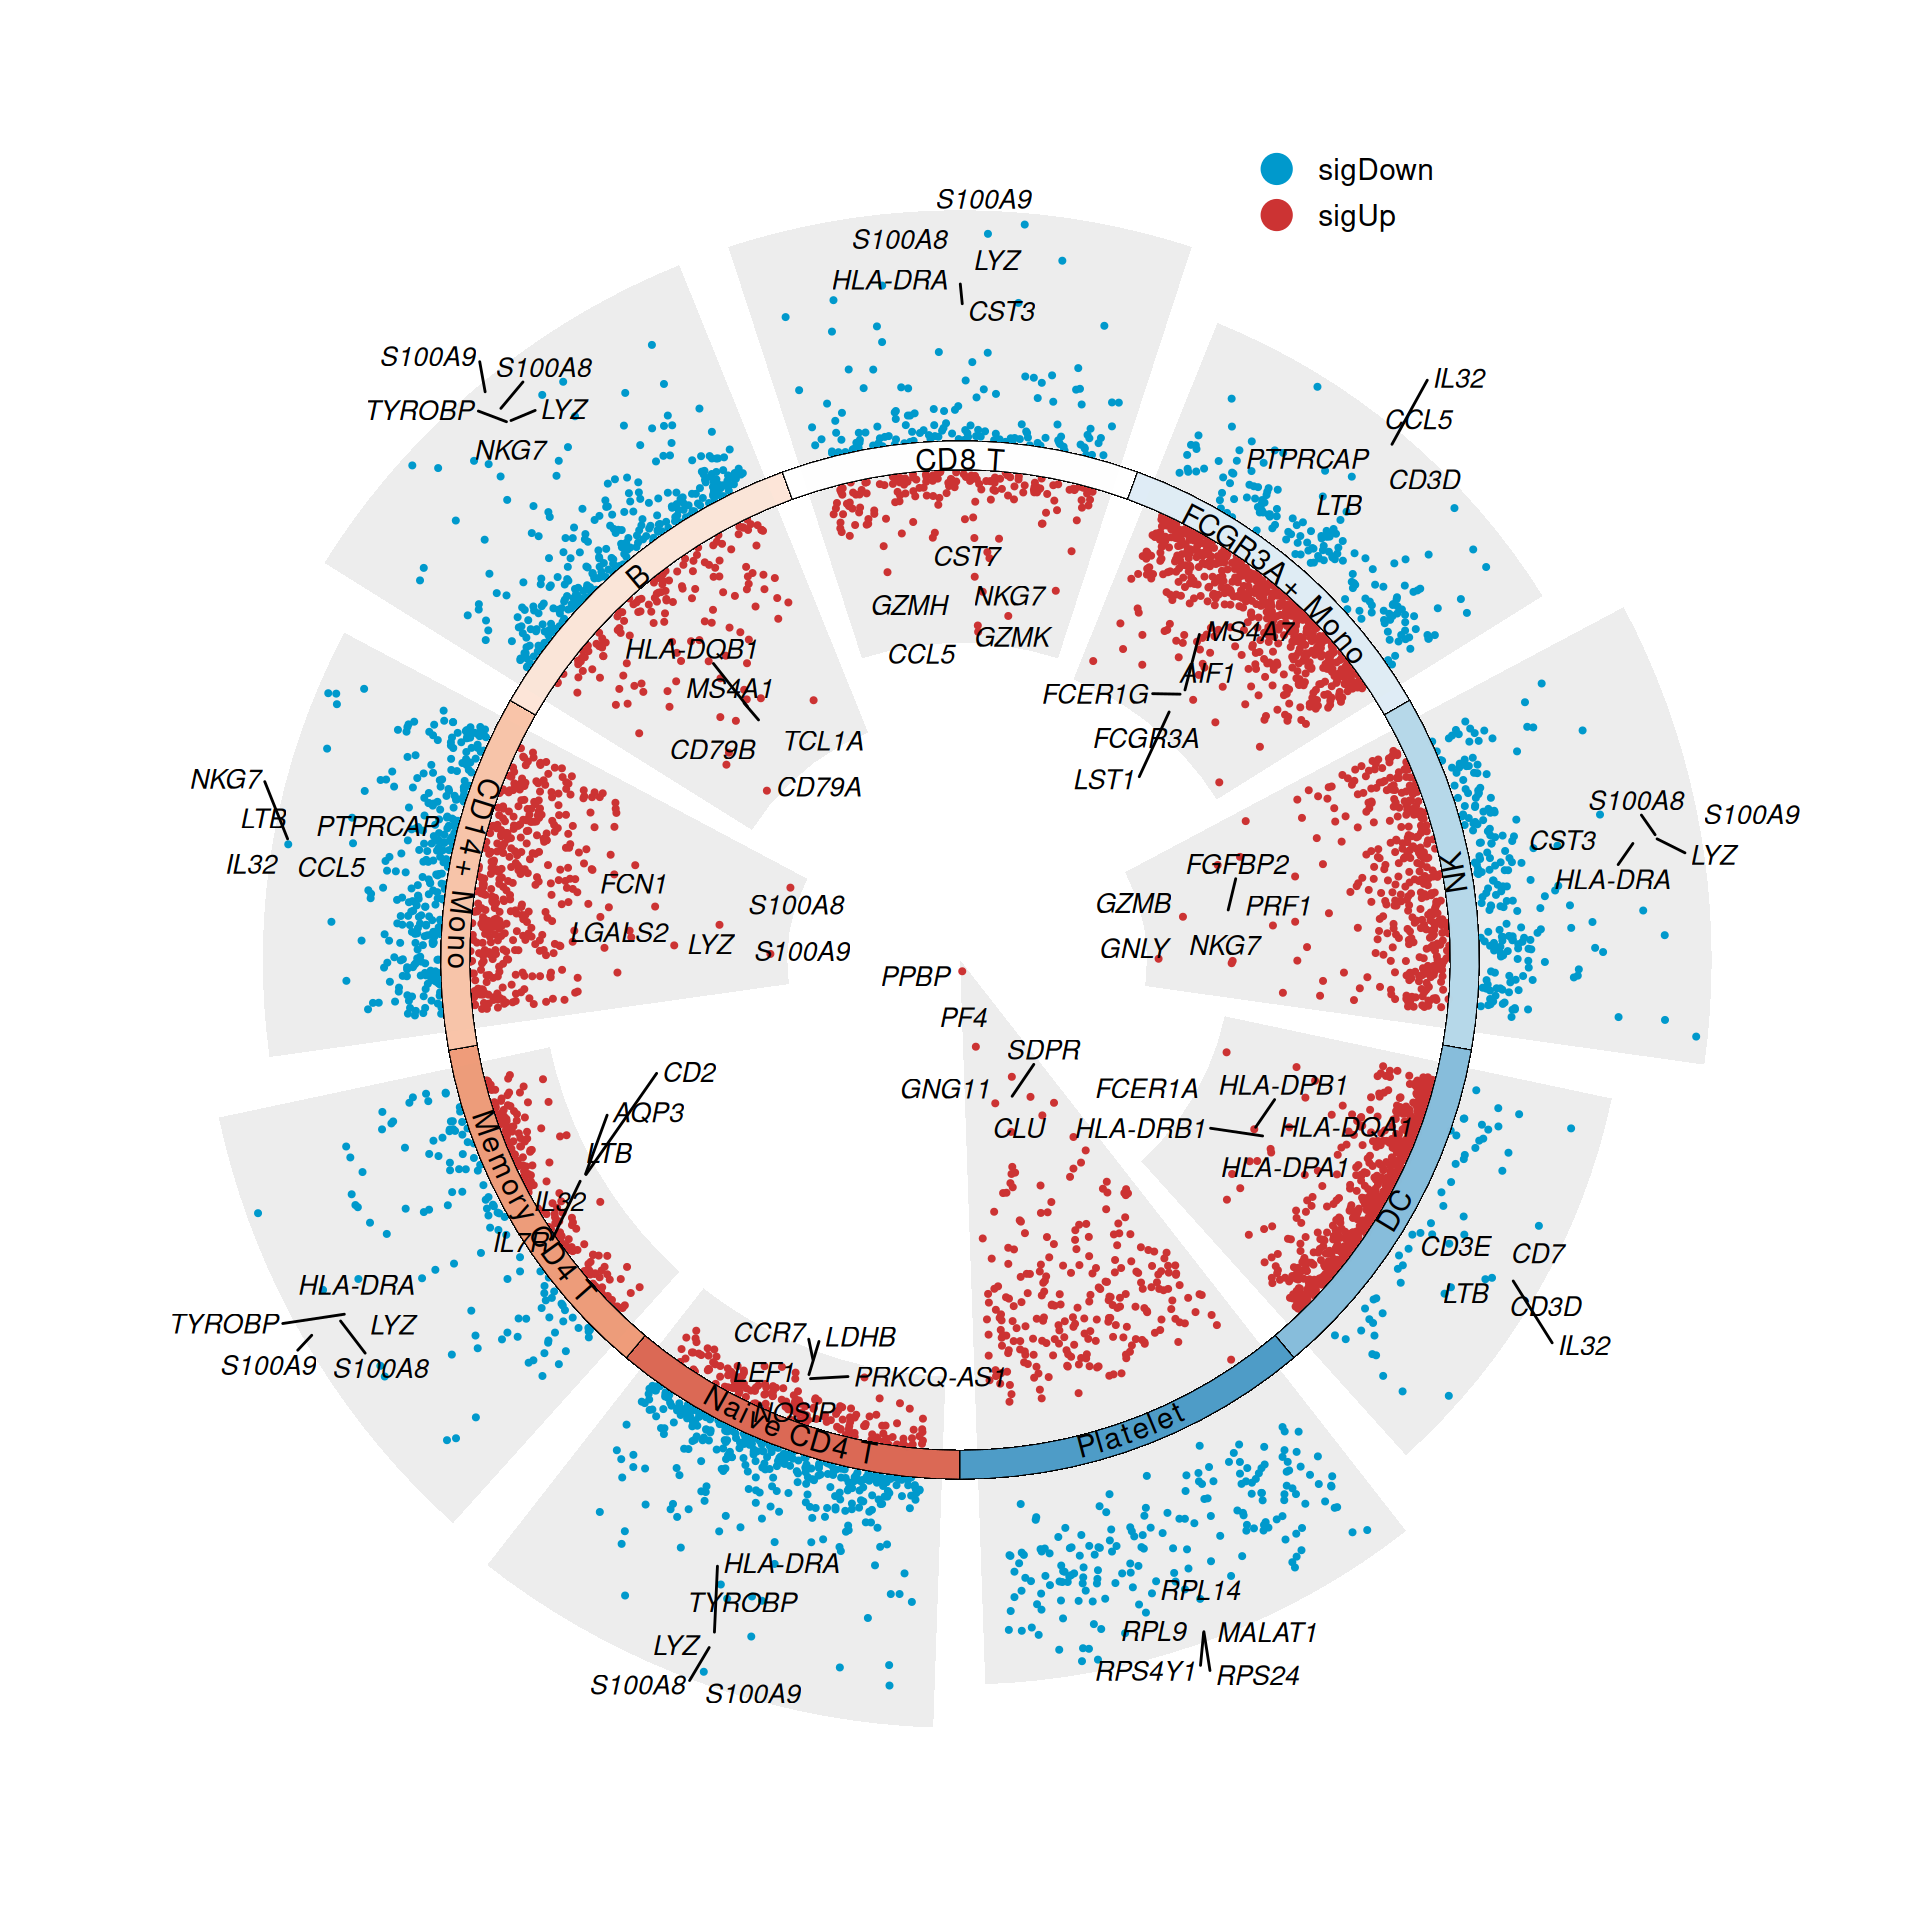 sigDown
sigUp
S100A9
S100A8
LYZ
HLA-DRA
CST3
CD8 T
CST7
GZMH
NKG7
GZMK
CCL5
IL32
CCL5
PTPRCAP
CD3D
LTB
FCGR3A+ Mono
MS4A7
AIF1
FCER1G
FCGR3A
LST1
S100A8
S100A9
CST3
LYZ
HLA-DRA
NK
FGFBP2
GZMB
PRF1
GNLY
NKG7
FCER1A
HLA-DPB1
HLA-DRB1
HLA-DQA1
HLA-DPA1
DC
CD3E
CD7
LTB
CD3D
IL32
PPBP
PF4
SDPR
GNG11
CLU
Platelet
RPL14
RPL9
MALAT1
RPS4Y1
RPS24
CCR7
LDHB
LEF1
PRKCQ-AS1
NOSIP
Naive CD4 T
HLA-DRA
TYROBP
LYZ
S100A8
S100A9
CD2
AQP3
LTB
IL32
IL7R
Memory CD4 T
HLA-DRA
TYROBP
LYZ
S100A9
S100A8
NKG7
LTB
PTPRCAP
IL32
CCL5
CD14+ Mono
FCN1
S100A8
LGALS2
LYZ
S100A9
S100A9
S100A8
TYROBP
LYZ
NKG7
B
HLA-DQB1
MS4A1
CD79B
TCL1A
CD79A